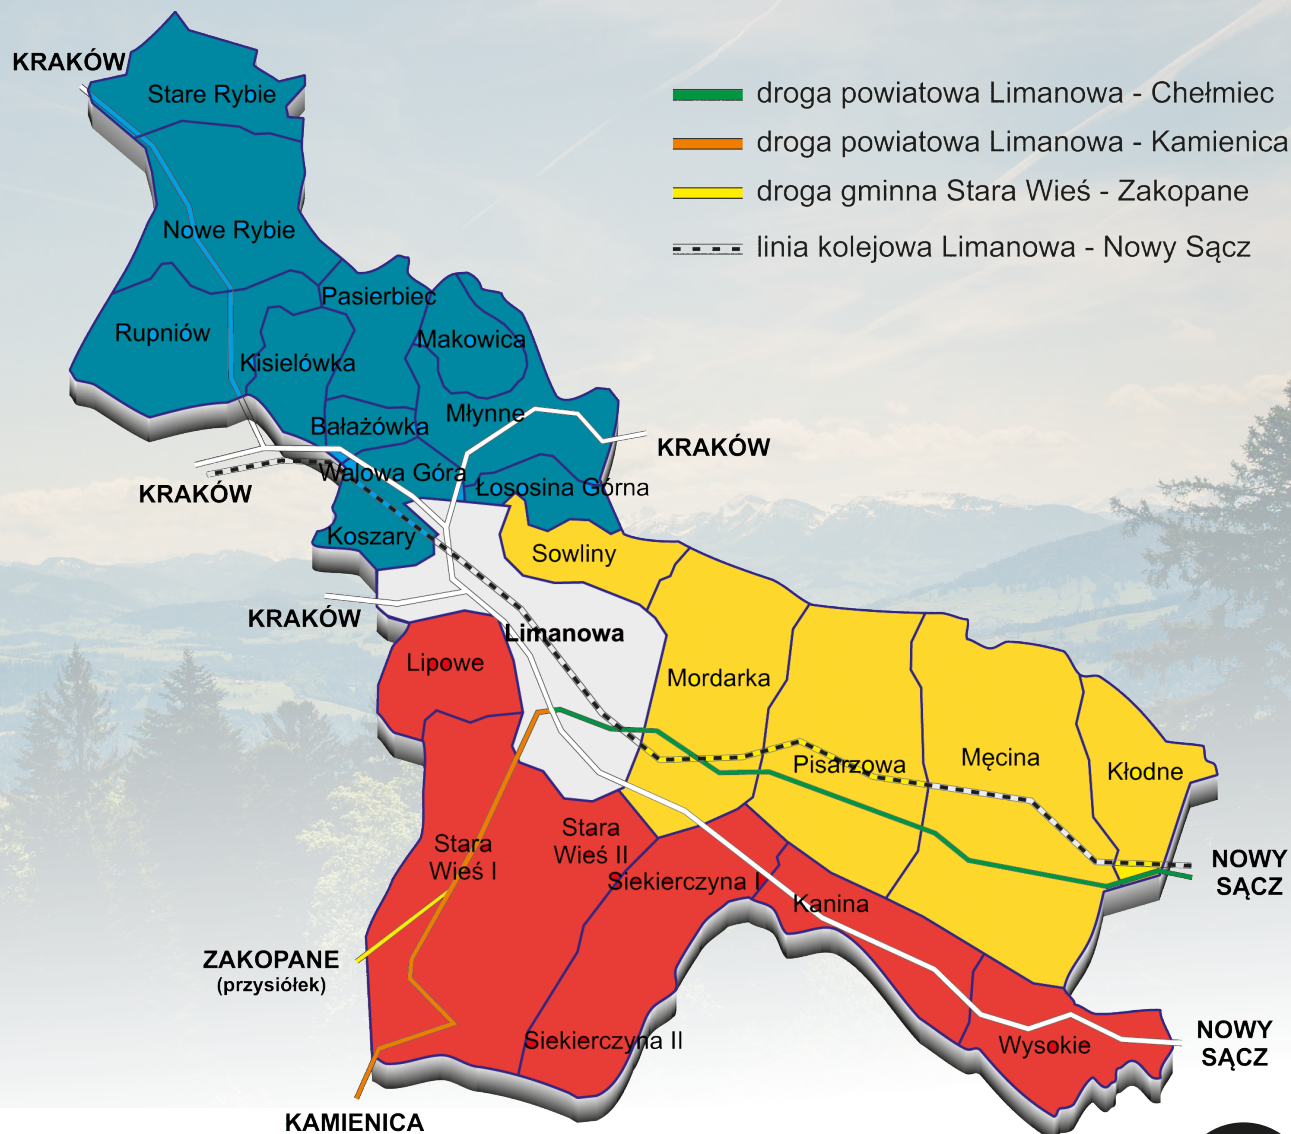 KRAKÓW
Stare Rybie
droga powiatowa Limanowa - Chełmiec
droga powiatowa Limanowa - Kamienica
droga gminna Stara Wieś - Zakopane
linia kolejowa Limanowa - Nowy Sącz
Nowe Rybie
Pasierbiec
Rupniów
Makowica
Kisielówka
Młynne
Bałażówka
KRAKÓW
Walowa Góra
Łososina Górna
KRAKÓW
Koszary
Sowliny
KRAKÓW
Limanowa
Lipowe
Mordarka
Męcina
Pisarzowa
Kłodne
Stara
Wieś I
Stara
Wieś II
Siekierczyna I
NOWY
SĄCZ
Kanina
ZAKOPANE
(przysiółek)
Siekierczyna II
Wysokie
NOWY
SĄCZ
KAMIENICA